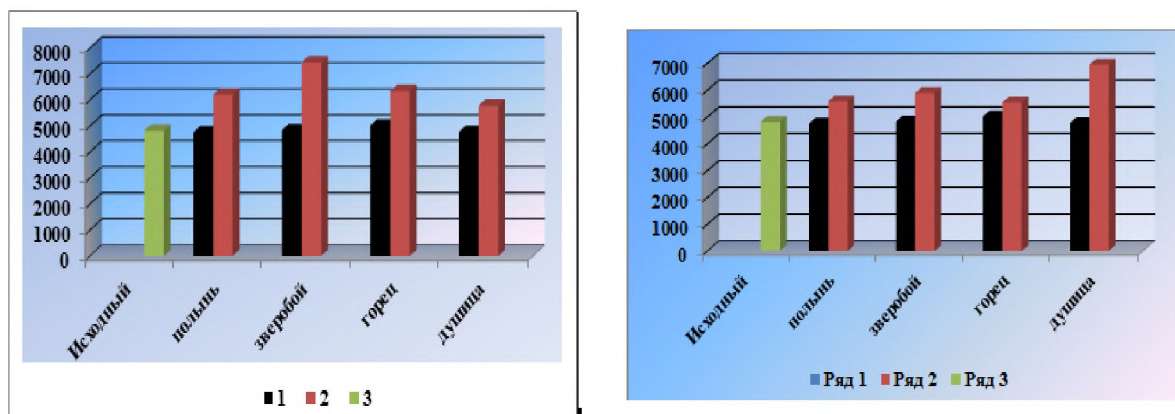 8000
7000
6000
5000
4000
3000
2000
1000
0
Исходный
полынь
зверобой
горец
душица
1 2 3
7000
6000
5000
4000
3000
2000
1000
0
Исходный
полынь
зверобой
горец
душица
Ряд 1 Ряд 2 Ряд 3